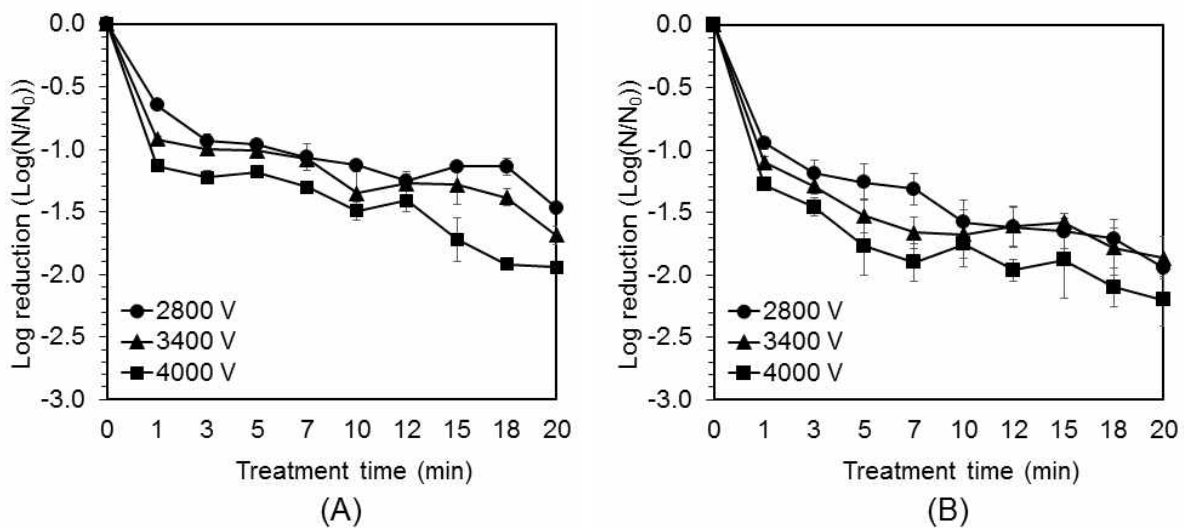 Log reduction (Log(N/N₀))
0.0
-0.5
-1.0
-1.5
-2.0
-2.5
-3.0
2800 V
3400 V
4000 V
0 1 3 5 7 10 12 15 18 20
Treatment time (min)
(A)
Log reduction (Log(N/N₀))
0.0
-0.5
-1.0
-1.5
-2.0
-2.5
-3.0
2800 V
3400 V
4000 V
0 1 3 5 7 10 12 15 18 20
Treatment time (min)
(B)